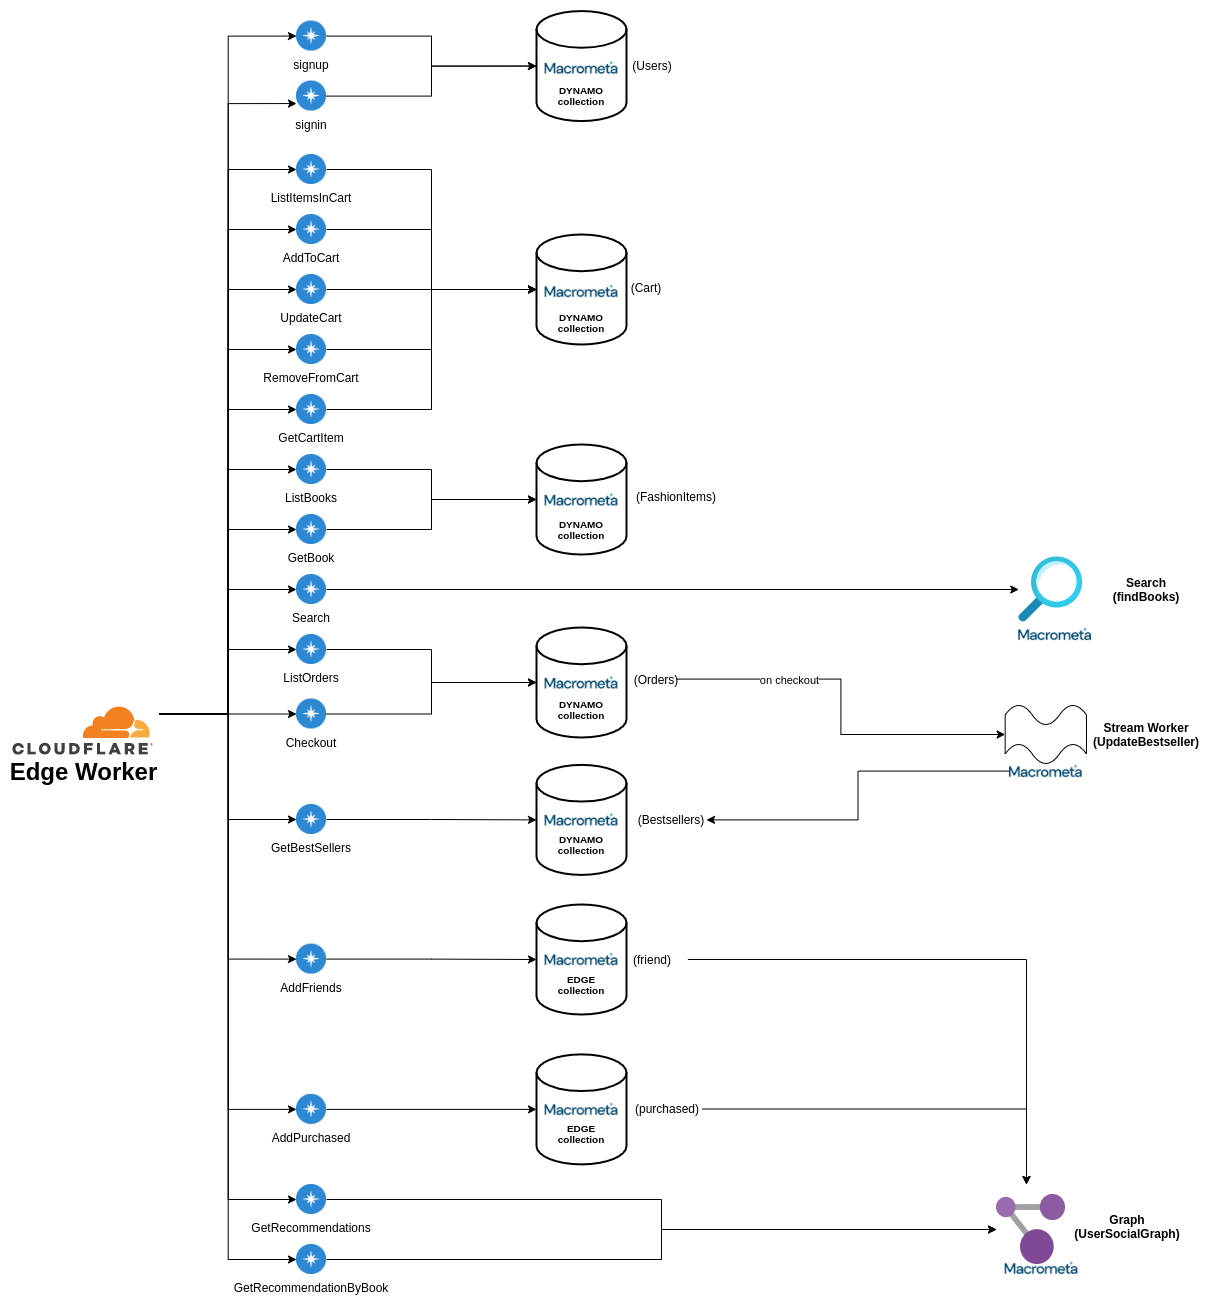 signup
Macrometa
(Users)
DYNAMO
collection
signin
ListItemsInCart
AddToCart
Macrometa
(Cart)
UpdateCart
DYNAMO
collection
RemoveFromCart
GetCartItem
ListBooks
Macrometa
(FashionItems)
DYNAMO
collection
GetBook
Search
(findBooks)
Search
Macrometa
ListOrders
Macrometa
(Orders)
on checkout
DYNAMO
collection
Checkout
Stream Worker
(UpdateBestseller)
CLOUDFLARE
Edge Worker
Macrometa
GetBestSellers
Macrometa
(Bestsellers)
DYNAMO
collection
AddFriends
Macrometa
(friend)
EDGE
collection
AddPurchased
Macrometa
(purchased)
EDGE
collection
GetRecommendations
Graph
(UserSocialGraph)
Macrometa
GetRecommendationByBook